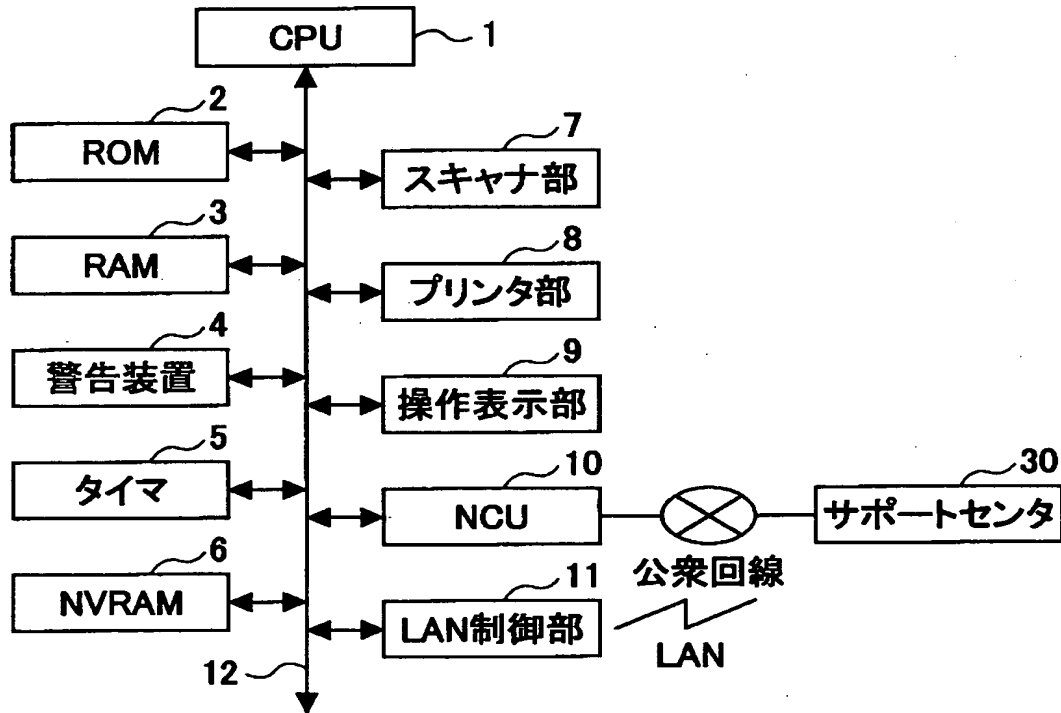 CPU
1
2
ROM
7
スキャナ部
3
RAM
8
プリンタ部
4
警告装置
9
操作表示部
5
タイマ
10
NCU
30
サポートセンタ
公衆回線
6
NVRAM
11
LAN制御部
LAN
12